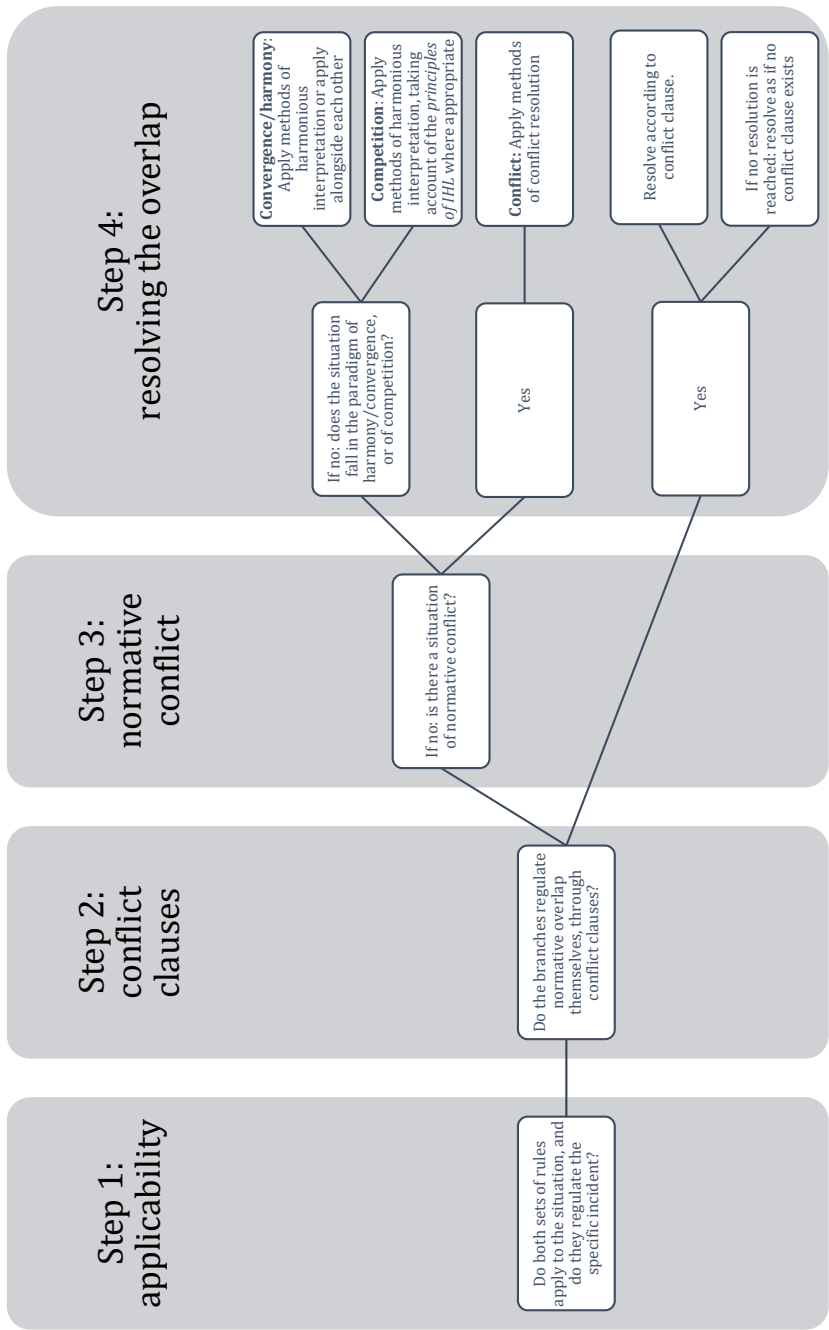 Step 1:
applicability
Do both sets of rules
apply to the situation, and
do they regulate the
specific incident?
Step 2:
conflict
clauses
Do the branches regulate
normative overlap
themselves, through
conflict clauses?
Step 3:
normative
conflict
If no: is there a situation
of normative conflict?
Step 4:
resolving the overlap
If no: does the situation
fall in the paradigm of
harmony/convergence,
or of competition?
Yes
Yes
Convergence/harmony:
Apply methods of
harmonious
interpretation or apply
alongside each other
Competition: Apply
methods of harmonious
interpretation, taking
account of the principles
of IHL where appropriate
Conflict: Apply methods
of conflict resolution
Resolve according to
conflict clause.
If no resolution is
reached: resolve as if no
conflict clause exists